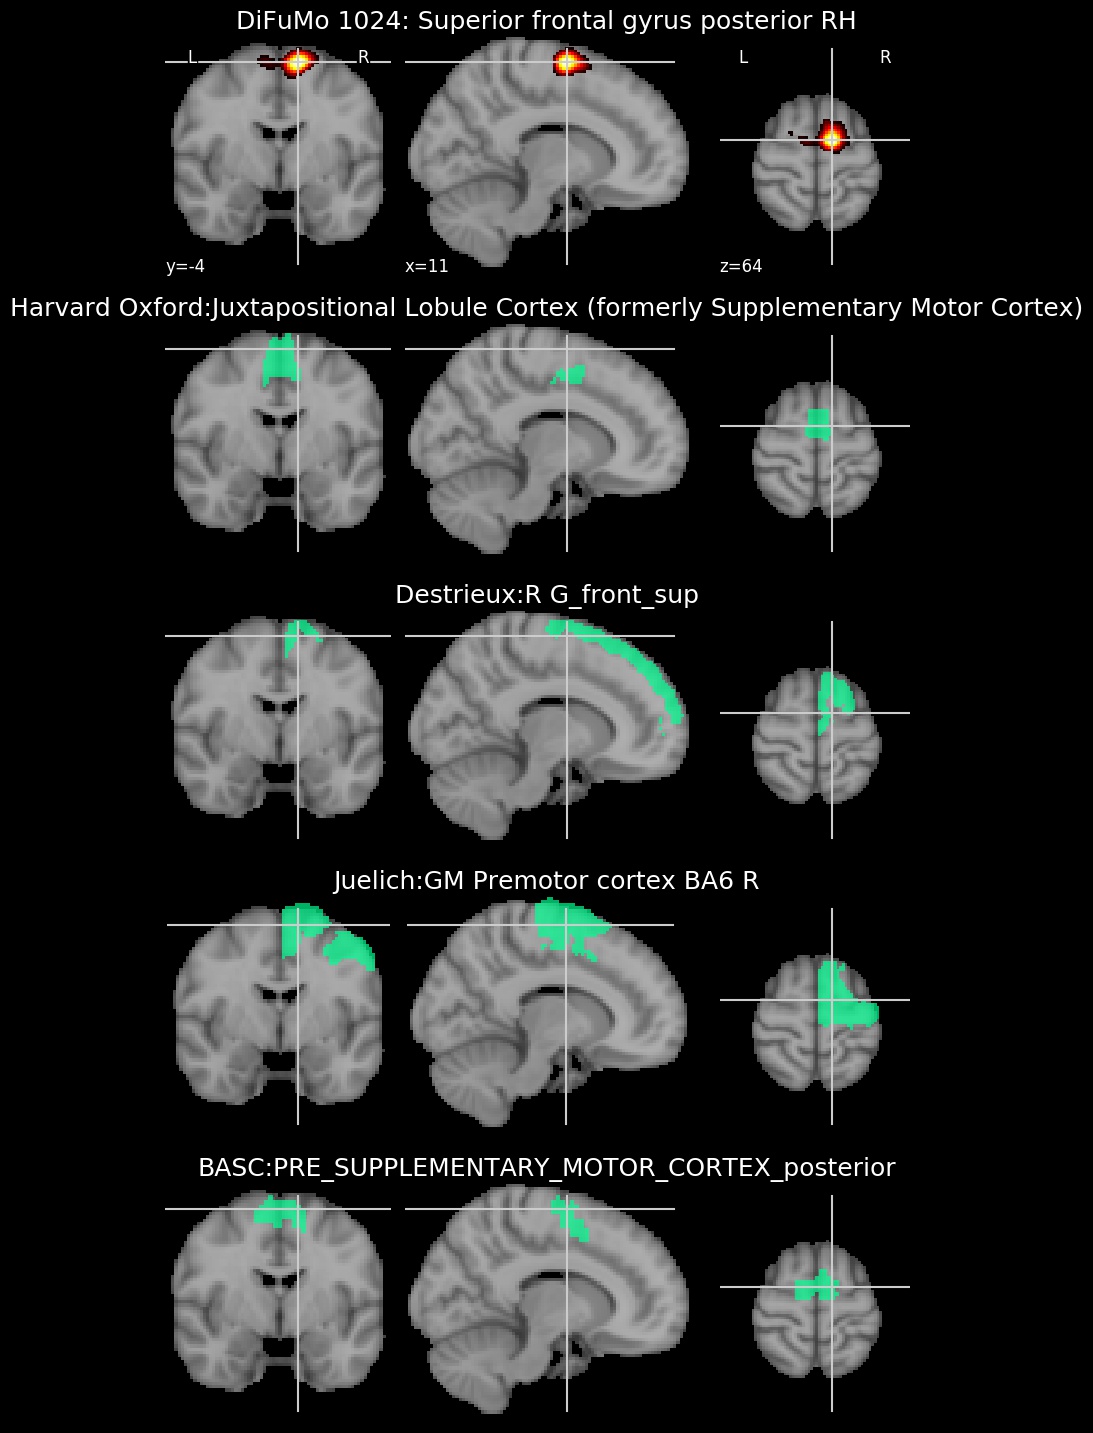 DiFuMo 1024: Superior frontal gyrus posterior RH
L R L R
y=-4 x=11 z=64
Harvard Oxford:Juxtapositional Lobule Cortex (formerly Supplementary Motor Cortex)
Destrieux:R G_front_sup
Juelich:GM Premotor cortex BA6 R
BASC:PRE_SUPPLEMENTARY_MOTOR_CORTEX_posterior